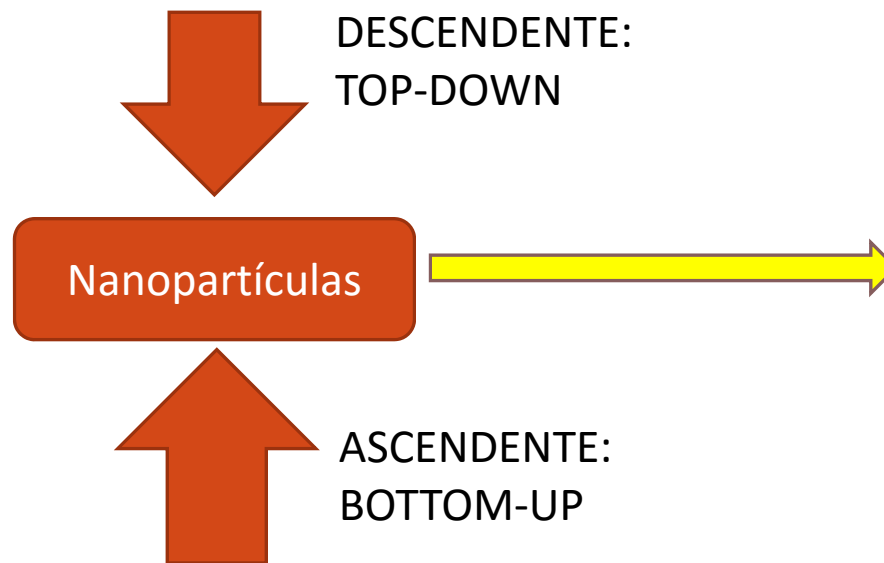 DESCENDENTE:
TOP-DOWN
Nanopartículas
ASCENDENTE:
BOTTOM-UP